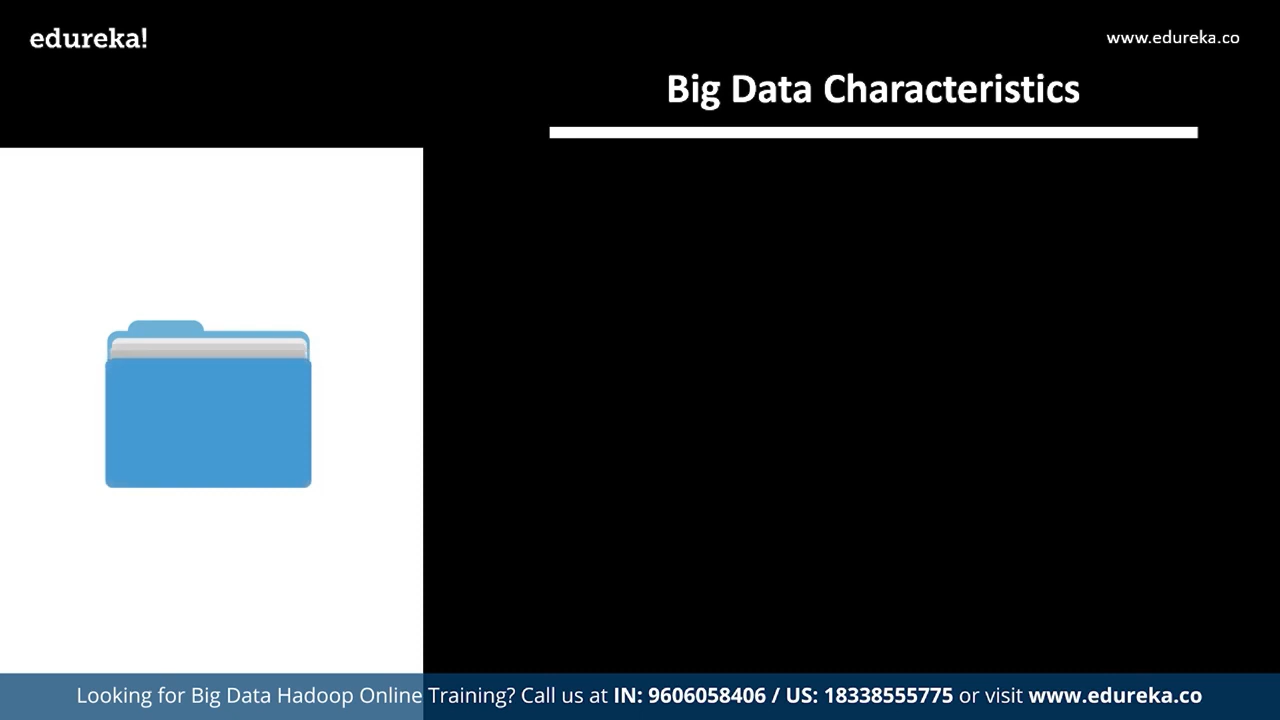 edureka!
www.edureka.co
Big Data Characteristics
Looking for Big Data Hadoop Online Training? Call us at IN: 9606058406 / US: 18338555775 or visit www.edureka.co